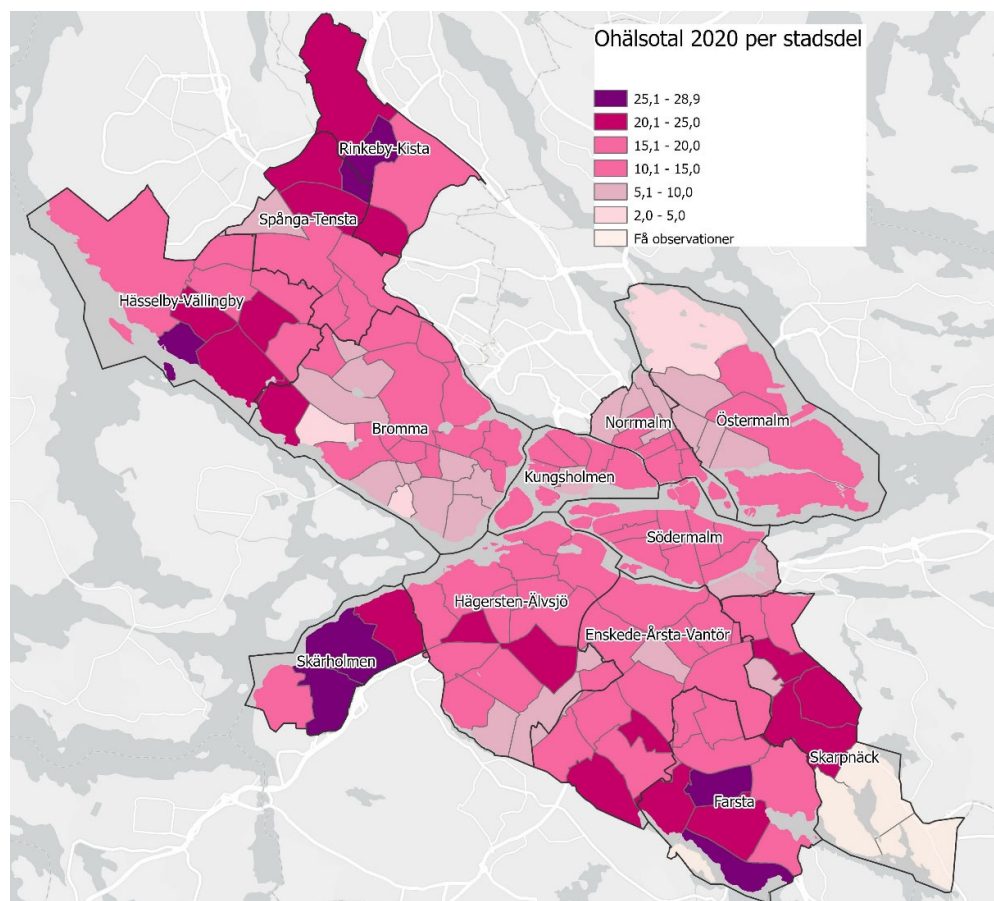 Ohälsotal 2020 per stadsdel
25,1 - 28,9
20,1 - 25,0
15,1 - 20,0
10,1 - 15,0
5,1 - 10,0
2,0 - 5,0
Få observationer
Rinkeby-Kista
Spånga-Tensta
Hässelby-Vällingby
Bromma
Norrmalm
Östermalm
Kungsholmen
Södermalm
Hägersten-Älvsjö
Enskede-Årsta-Vantör
Skärholmen
Skarpnäck
Farsta